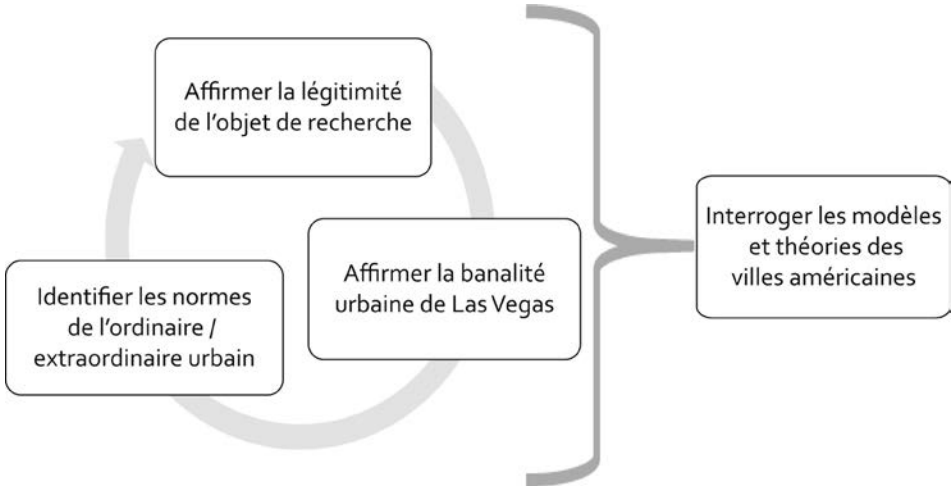 Affirmer la légitimité
de l'objet de recherche
Affirmer la banalité
urbaine de Las Vegas
Identifier les normes
de l'ordinaire /
extraordinaire urbain
Interroger les modèles
et théories des
villes américaines